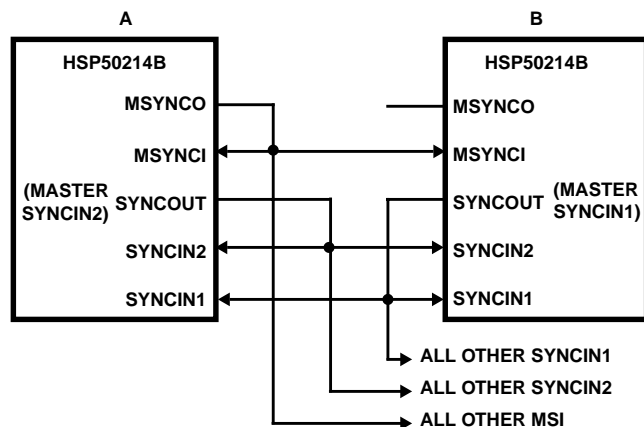 A
B
HSP50214B
HSP50214B
MSYNCO
MSYNCO
MSYNCI
MSYNCI
(MASTER
SYNCIN2)
SYNCOUT
SYNCOUT
(MASTER
SYNCIN1)
SYNCIN2
SYNCIN2
SYNCIN1
SYNCIN1
ALL OTHER SYNCIN1
ALL OTHER SYNCIN2
ALL OTHER MSI